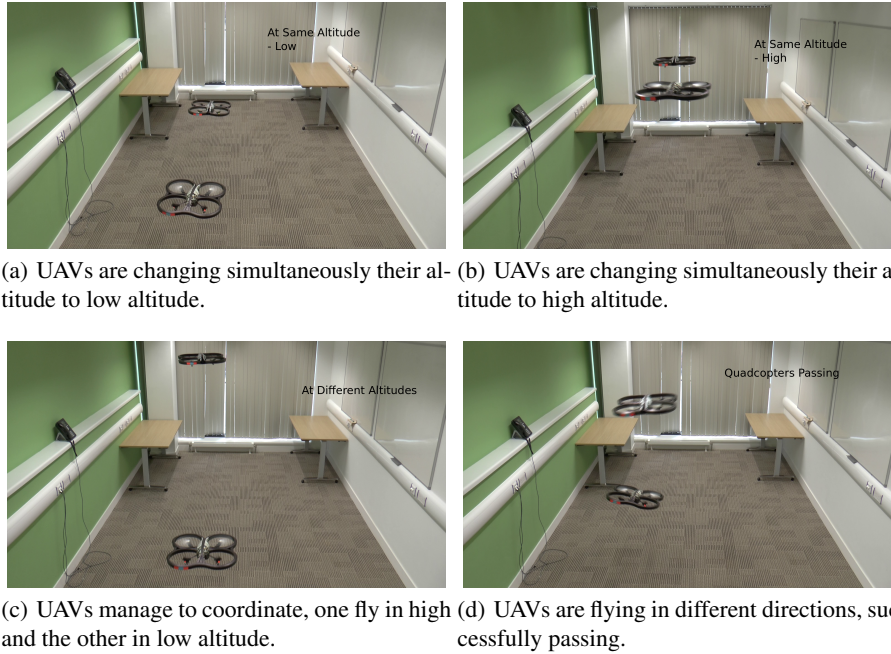 At Same Altitude
- Low
At Same Altitude
- High
(a) UAVs are changing simultaneously their al-
titude to low altitude.
(b) UAVs are changing simultaneously their a
titude to high altitude.
At Different Altitudes
Quadcopters Passing
(c) UAVs manage to coordinate, one fly in high
and the other in low altitude.
(d) UAVs are flying in different directions, suc
cessfully passing.